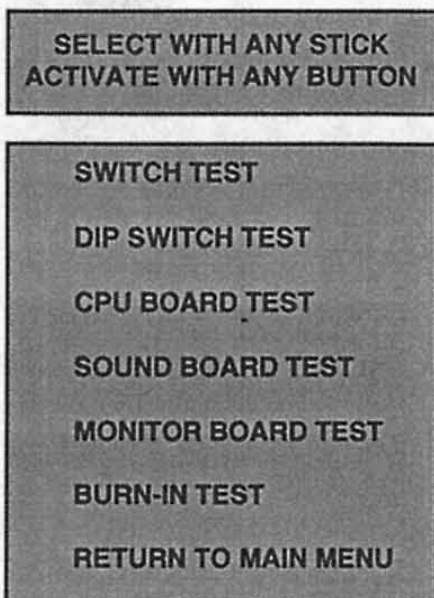 SELECT WITH ANY STICK
ACTIVATE WITH ANY BUTTON
SWITCH TEST
DIP SWITCH TEST
CPU BOARD TEST
SOUND BOARD TEST
MONITOR BOARD TEST
BURN-IN TEST
RETURN TO MAIN MENU